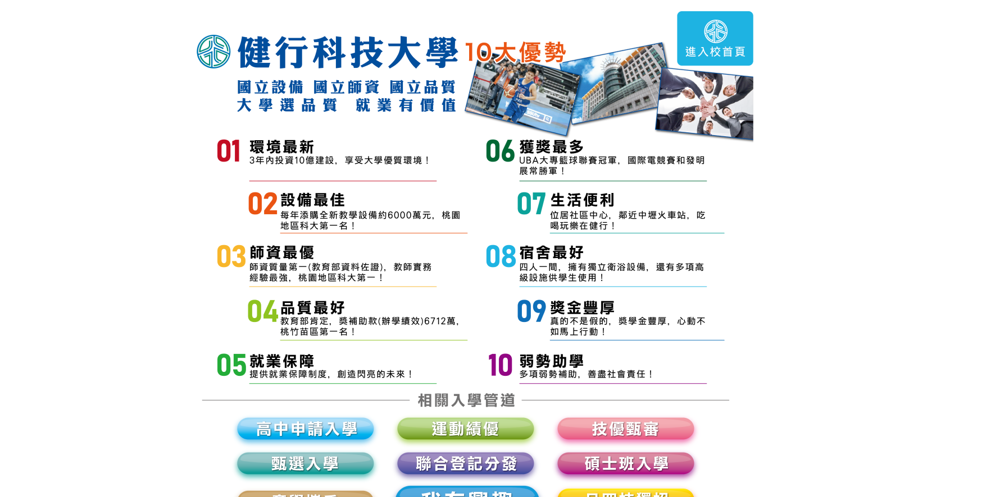 進入校首頁
健行科技大學 10大優勢
國立設備 國立師資 國立品質
大學選品質 就業有價值
01 環境最新
3年內投資10億建設，享受大學優質環境！
02 設備最佳
每年添購全新教學設備約6000萬元，桃園
地區科大第一名！
03 師資最優
師資質量第一(教育部資料佐證)，教師實務
經驗最強，桃園地區科大第一！
04 品質最好
教育部肯定，獎補助款(辦學績效)6712萬，
桃竹苗區第一名！
05 就業保障
提供就業保障制度，創造閃亮的未來！
06 獲獎最多
UBA大專籃球聯賽冠軍，國際電競賽和發明
展常勝軍！
07 生活便利
位居社區中心，鄰近中壢火車站，吃
喝玩樂在健行！
08 宿舍最好
四人一間，擁有獨立衛浴設備，還有多項高
級設施供學生使用！
09 獎金豐厚
真的不是假的，獎學金豐厚，心動不
如馬上行動！
10 弱勢助學
多項弱勢補助，善盡社會責任！
相關入學管道
高中申請入學 運動績優 技優甄審
甄選入學 聯合登記分發 碩士班入學
我有興趣